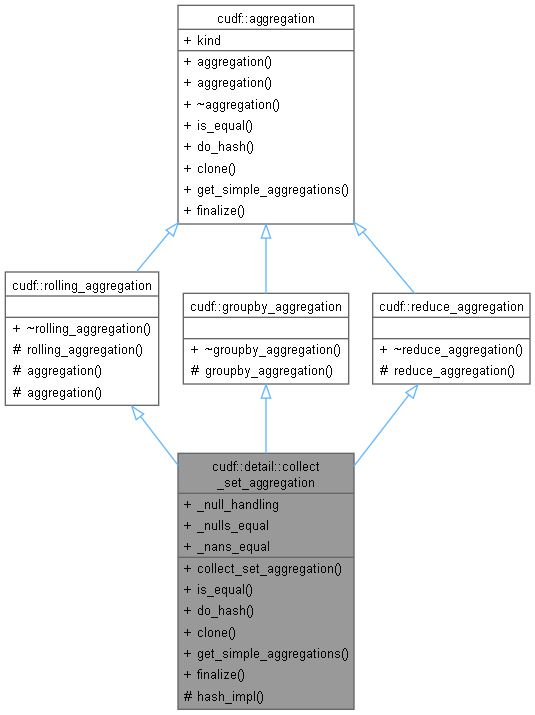 cudf::aggregation
+ kind
+ aggregation()
+ aggregation()
+ ~aggregation()
+ is_equal()
+ do_hash()
+ clone()
+ get_simple_aggregations()
+ finalize()
cudf::rolling_aggregation
+ ~rolling_aggregation()
# rolling_aggregation()
# aggregation()
# aggregation()
cudf::groupby_aggregation
+ ~groupby_aggregation()
# groupby_aggregation()
cudf::reduce_aggregation
+ ~reduce_aggregation()
# reduce_aggregation()
cudf::detail::collect
_set_aggregation
+ _null_handling
+ _nulls_equal
+ _nans_equal
+ collect_set_aggregation()
+ is_equal()
+ do_hash()
+ clone()
+ get_simple_aggregations()
+ finalize()
# hash_impl()